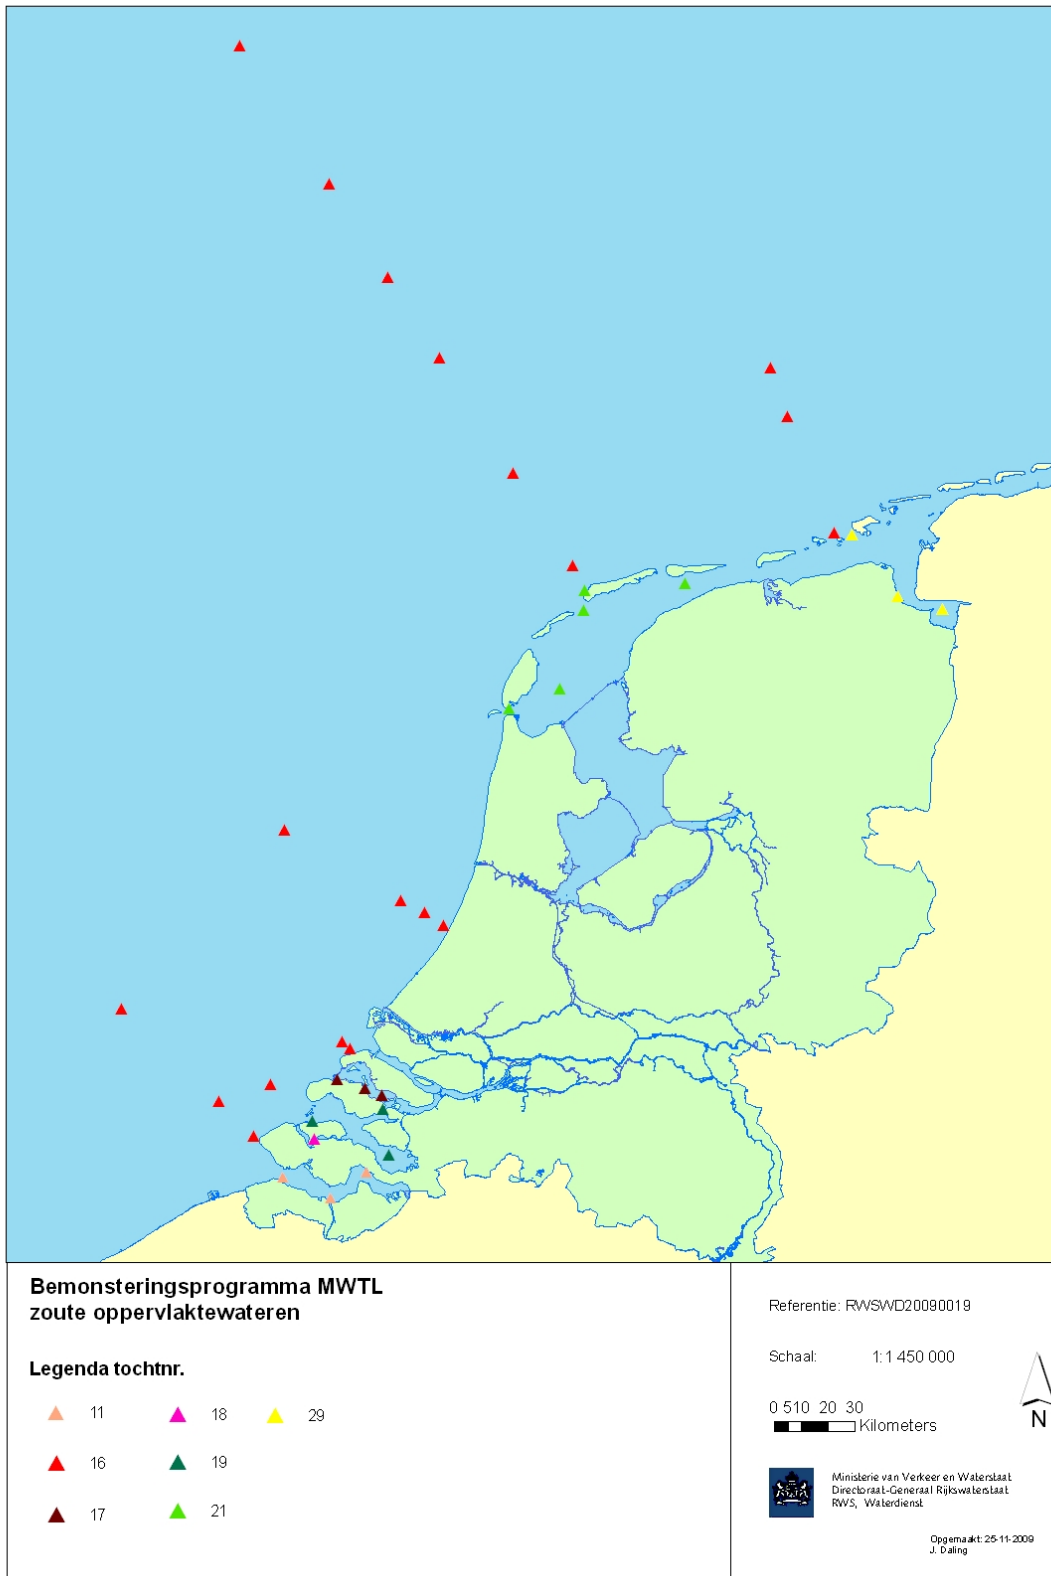 Bemonsteringsprogramma MWTL
zoute oppervlaktewateren
Legenda tochtnr.
11
18
29
16
19
17
21
Referentie: RWSWD20090019
Schaal: 1:1 450 000
0 510 20 30
Kilometers
N
Ministerie van Verkeer en Waterstaat
Directoraat-Generaal Rijkswaterstaat
RWS, Waterdienst
Opgemaakt: 25-11-2009
J. Daling